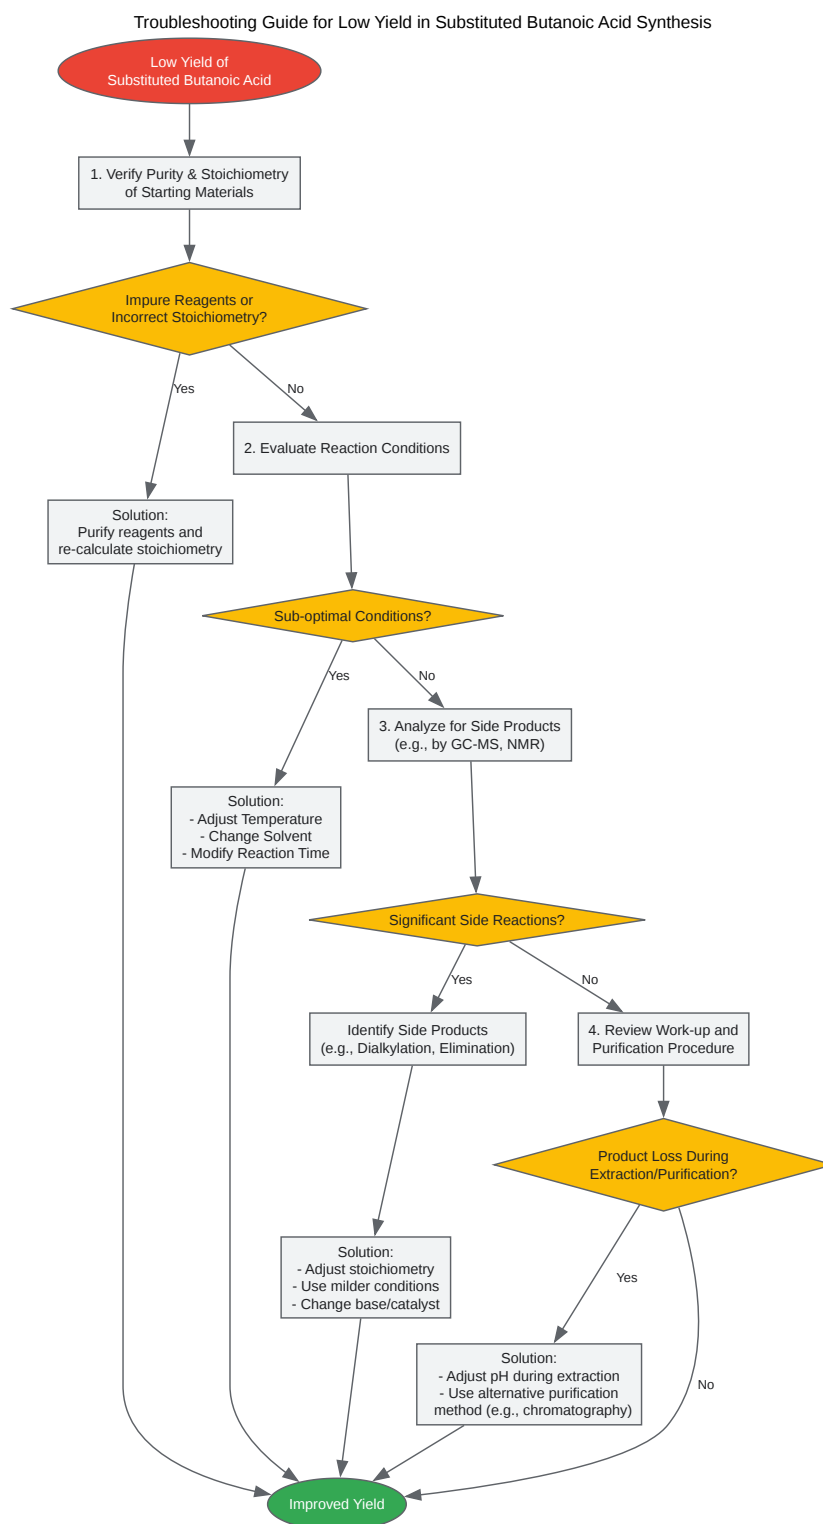 Troubleshooting Guide for Low Yield in Substituted Butanoic Acid Synthesis
Low Yield of
Substituted Butanoic Acid
1. Verify Purity & Stoichiometry
of Starting Materials
Impure Reagents or
Incorrect Stoichiometry?
Yes
No
2. Evaluate Reaction Conditions
Solution:
Purify reagents and
re-calculate stoichiometry
Sub-optimal Conditions?
Yes
No
3. Analyze for Side Products
(e.g., by GC-MS, NMR)
Solution:
- Adjust Temperature
- Change Solvent
- Modify Reaction Time
Significant Side Reactions?
Yes
No
Identify Side Products
(e.g., Dialkylation, Elimination)
4. Review Work-up and
Purification Procedure
Product Loss During
Extraction/Purification?
Solution:
- Adjust stoichiometry
- Use milder conditions
- Change base/catalyst
Yes
Solution:
- Adjust pH during extraction
- Use alternative purification
method (e.g., chromatography)
No
Improved Yield